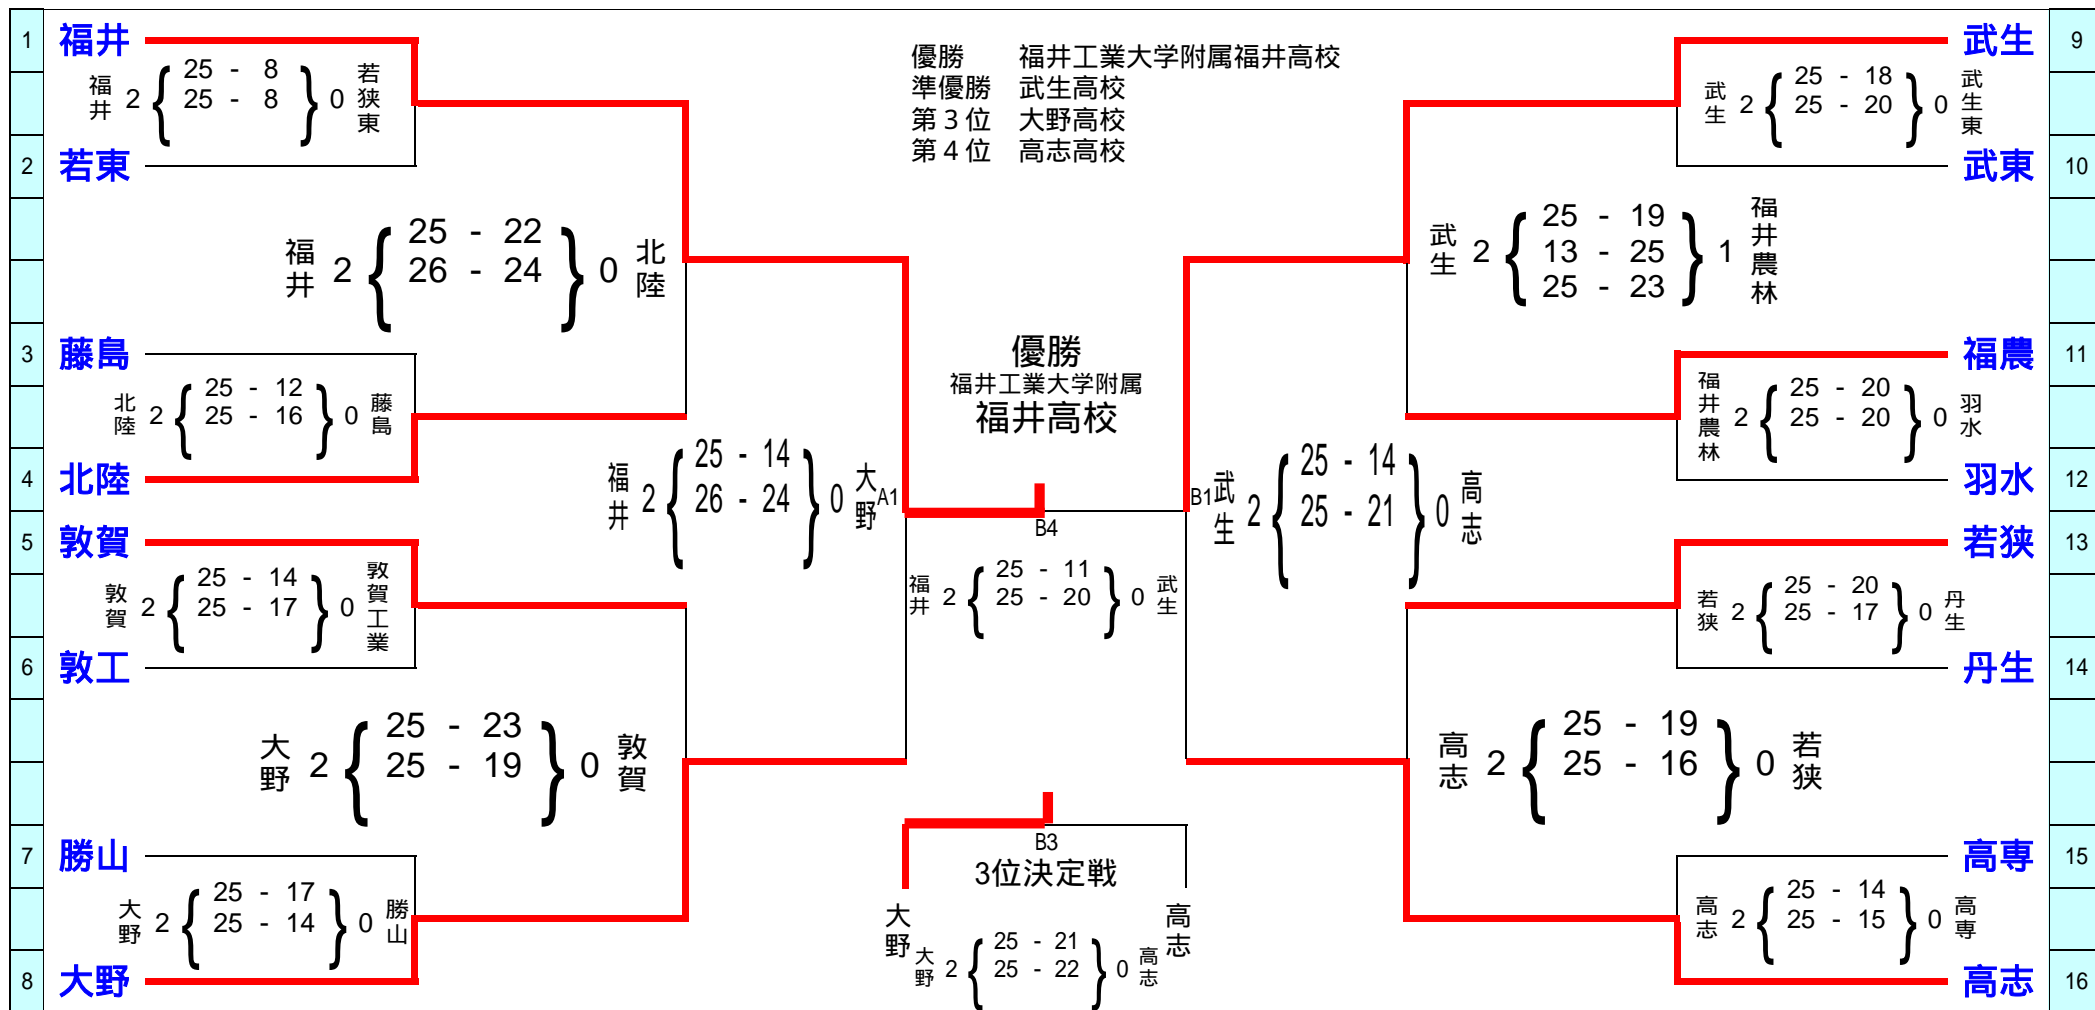 優勝 福井工業大学附属福井高校
準優勝 武生高校
第3位 大野高校
第4位 高志高校
1 福井
福井 2 { 25 - 8 } 0 若狭東
25 - 8
2 若東
福井 2 { 25 - 22 } 0 北陸
26 - 24
3 藤島
北陸 2 { 25 - 12 } 0 藤島
25 - 16
4 北陸
福井 2 { 25 - 14 } 0 大野
26 - 24
A1
5 敦賀
敦賀 2 { 25 - 14 } 0 敦賀工業
25 - 17
6 敦工
大野 2 { 25 - 23 } 0 敦賀
25 - 19
7 勝山
大野 2 { 25 - 17 } 0 勝山
25 - 14
8 大野
優勝
福井工業大学附属
福井高校
B4
福井 2 { 25 - 11 } 0 武生
25 - 20
B3
3位決定戦
大野
高志
大野 2 { 25 - 21 } 0 高志
25 - 22
武生 9
武生 2 { 25 - 18 } 0 武生東
25 - 20
武東 10
武生 2 { 25 - 19 } 1 福井農林
13 - 25
25 - 23
福農 11
福井農林 2 { 25 - 20 } 0 羽水
25 - 20
羽水 12
B1
武生 2 { 25 - 14 } 0 高志
25 - 21
若狭 13
若狭 2 { 25 - 20 } 0 丹生
25 - 17
丹生 14
高志 2 { 25 - 19 } 0 若狭
25 - 16
高専 15
高志 2 { 25 - 14 } 0 高専
25 - 15
高志 16